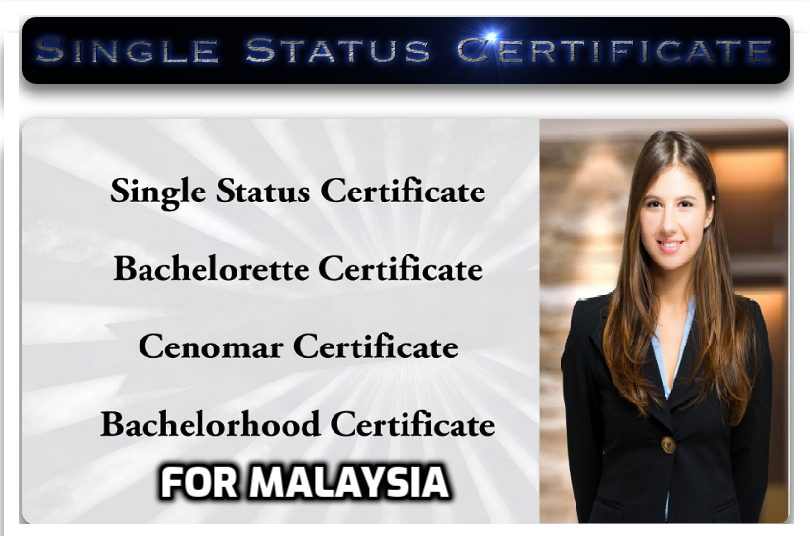 SINGLE STATUS CERTIFICATE
Single Status Certificate
Bachelorette Certificate
Cenomar Certificate
Bachelorhood Certificate
FOR MALAYSIA